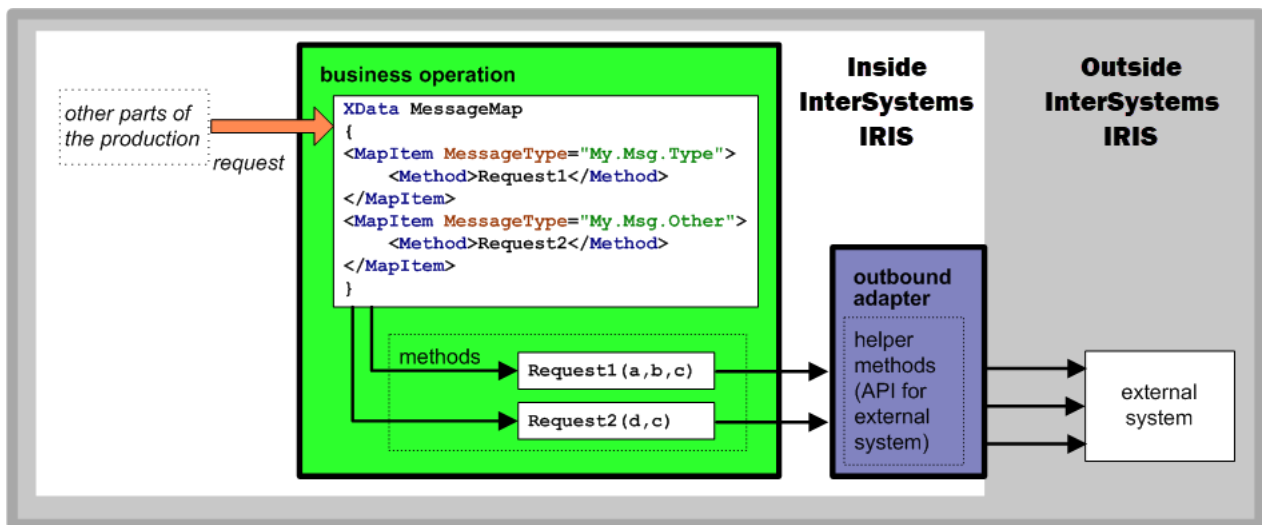 business operation
Inside
InterSystems
IRIS
Outside
InterSystems
IRIS
other parts of
the production
request
XData MessageMap
{
<MapItem MessageType="My.Msg.Type">
    <Method>Request1</Method>
</MapItem>
<MapItem MessageType="My.Msg.Other">
    <Method>Request2</Method>
</MapItem>
}
methods
Request1(a,b,c)
Request2(d,c)
outbound
adapter
helper
methods
(API for
external
system)
external
system